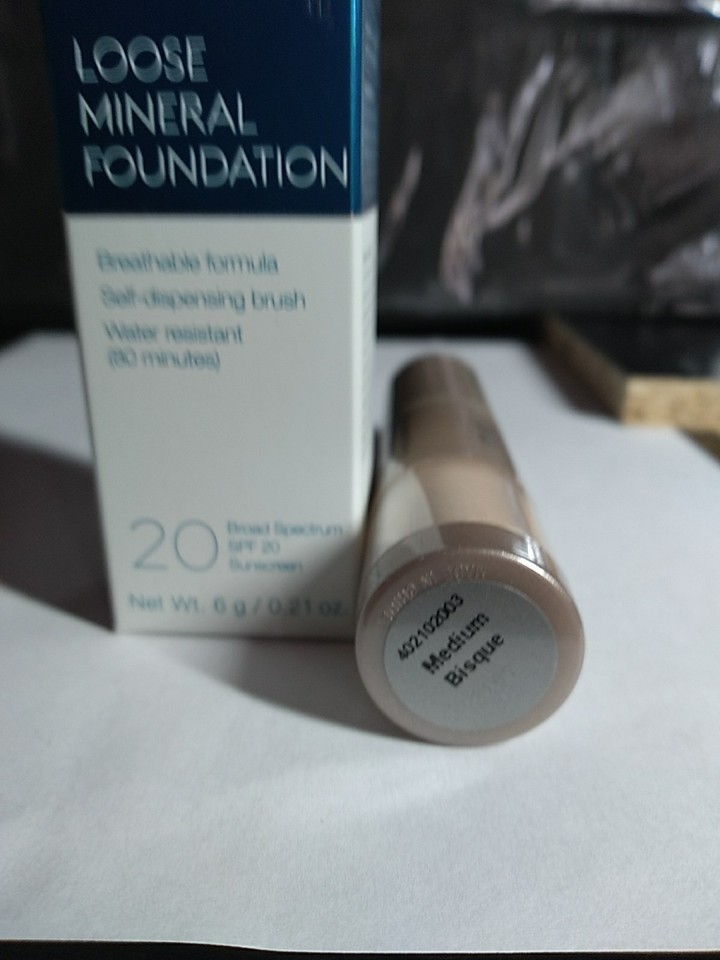 LOOSE
MINERAL
FOUNDATION
Breathable formula
Self-dispensing brush
Water resistant
(80 minutes)
20
Broad Spectrum
SPF 20
Sunscreen
Net Wt. 6 g / 0.21 oz.
402102003
Medium
Bisque